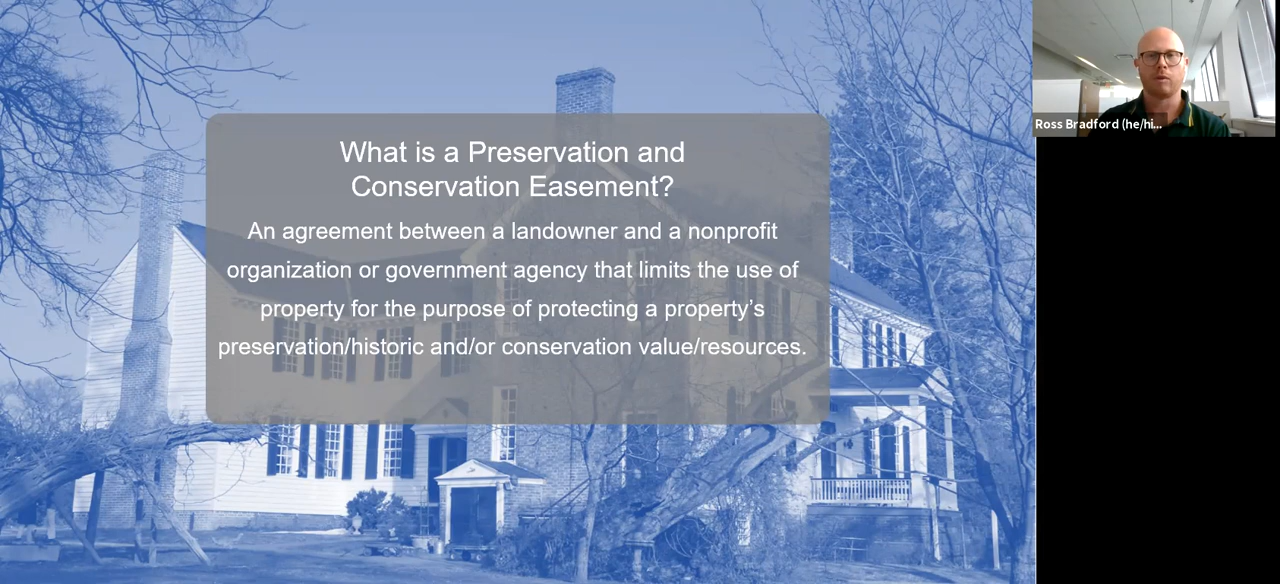 What is a Preservation and
Conservation Easement?
An agreement between a landowner and a nonprofit
organization or government agency that limits the use of
property for the purpose of protecting a property’s
preservation/historic and/or conservation value/resources.
Ross Bradford (he/hi...